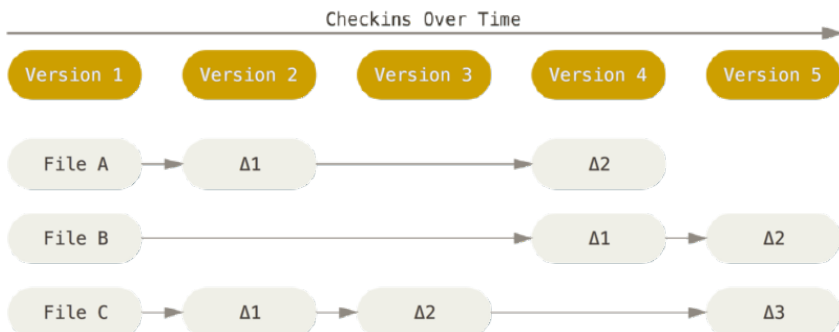 Checkins Over Time
Version 1 Version 2 Version 3 Version 4 Version 5
File A Δ1 Δ2
File B Δ1 Δ2
File C Δ1 Δ2 Δ3